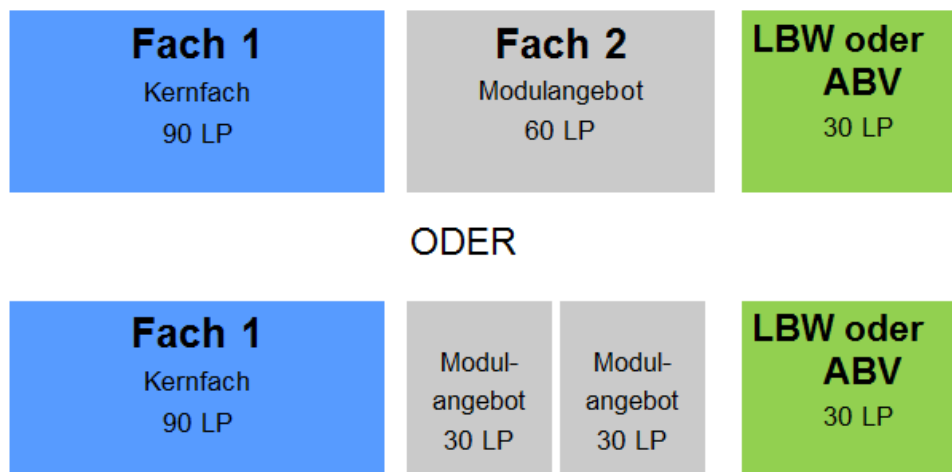 Fach 1
Kernfach
90 LP
Fach 2
Modulangebot
60 LP
LBW oder
ABV
30 LP
ODER
Fach 1
Kernfach
90 LP
Modul-
angebot
30 LP
Modul-
angebot
30 LP
LBW oder
ABV
30 LP